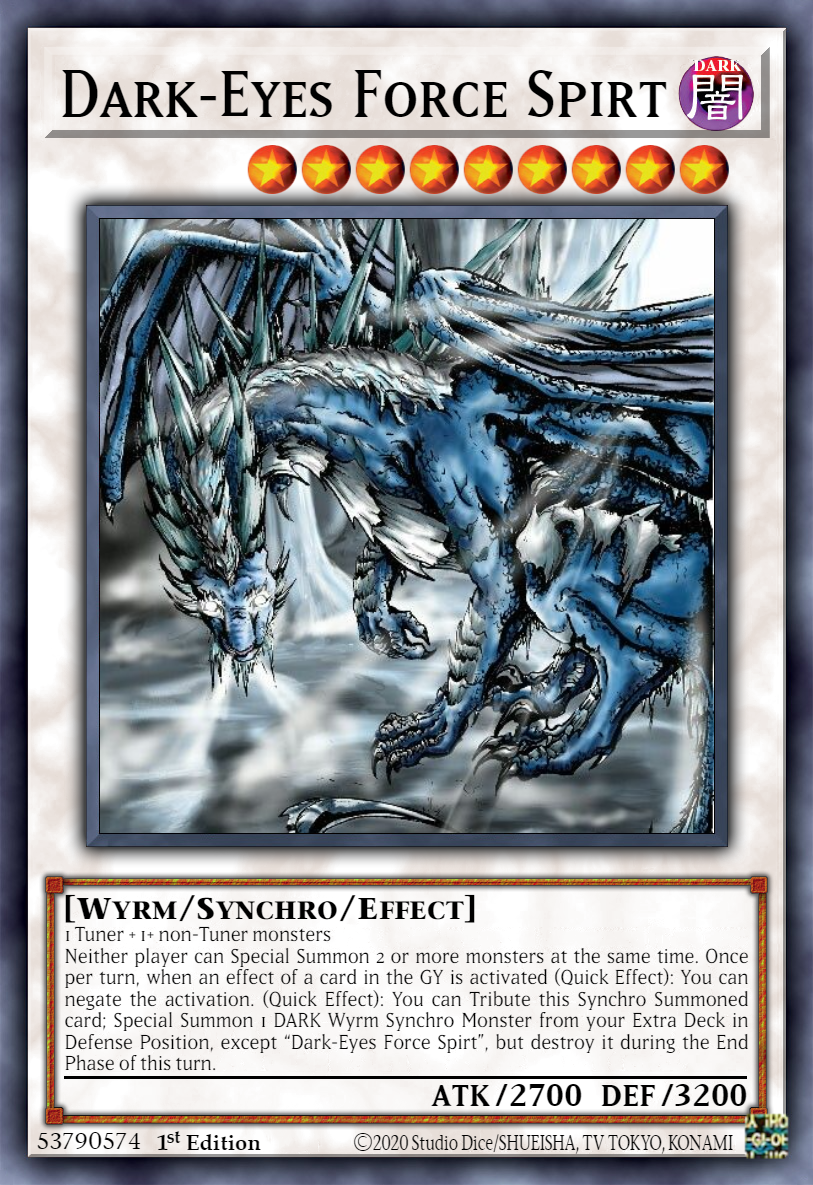 Dark-Eyes Force Spirt
DARK
闇
[Wyrm/Synchro/Effect]
1 Tuner + 1+ non-Tuner monsters
Neither player can Special Summon 2 or more monsters at the same time. Once
per turn, when an effect of a card in the GY is activated (Quick Effect): You can
negate the activation. (Quick Effect): You can Tribute this Synchro Summoned
card; Special Summon 1 DARK Wyrm Synchro Monster from your Extra Deck in
Defense Position, except “Dark-Eyes Force Spirt”, but destroy it during the End
Phase of this turn.
ATK/2700 DEF/3200
53790574 1st Edition ©2020 Studio Dice/SHUEISHA, TV TOKYO, KONAMI